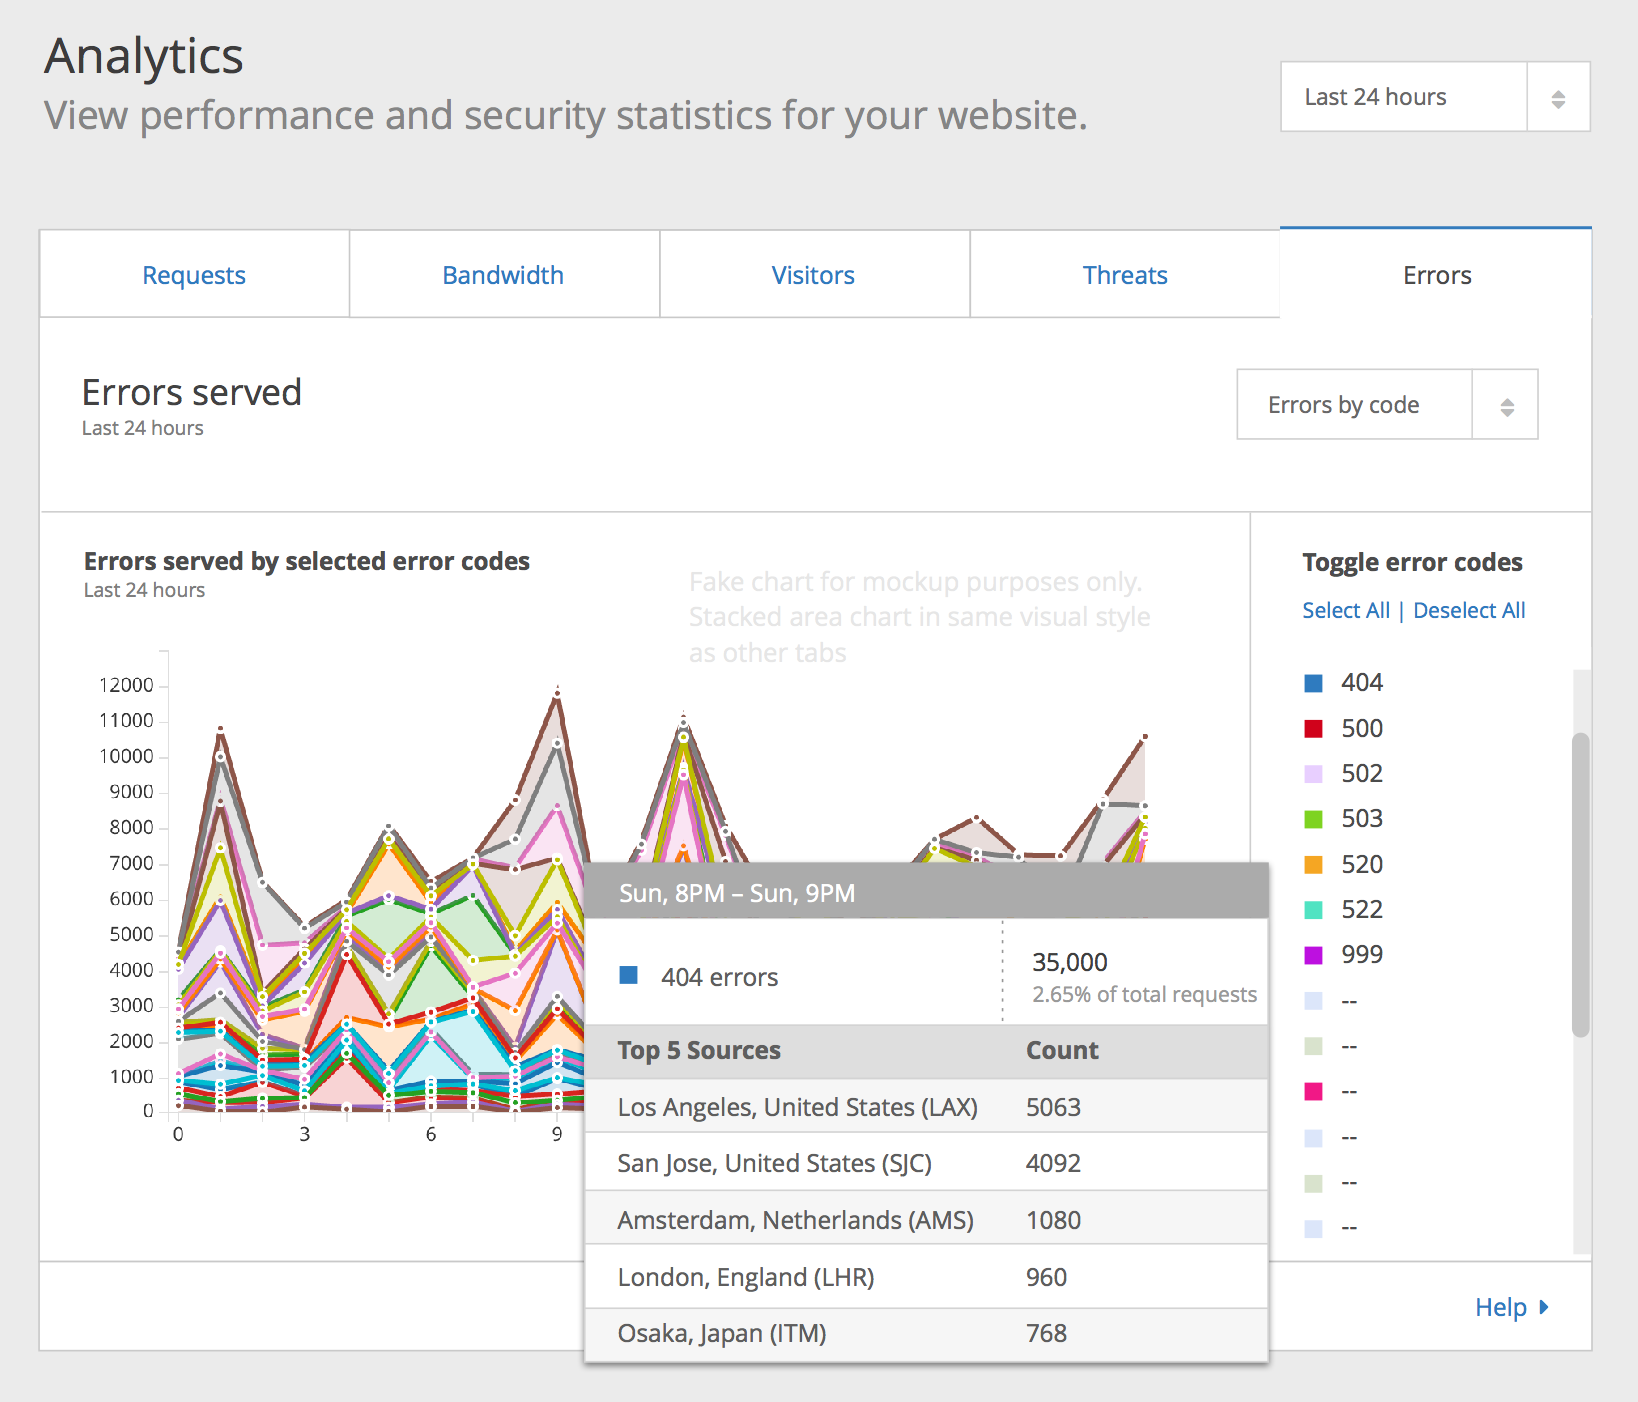 Analytics
View performance and security statistics for your website.
Last 24 hours
Requests
Bandwidth
Visitors
Threats
Errors
Errors served
Last 24 hours
Errors by code
Errors served by selected error codes
Last 24 hours
Fake chart for mockup purposes only.
Stacked area chart in same visual style
as other tabs
12000
11000
10000
9000
8000
7000
6000
5000
4000
3000
2000
1000
0
0
3
6
9
Sun, 8PM – Sun, 9PM
404 errors
35,000
2.65% of total requests
Top 5 Sources Count
Los Angeles, United States (LAX) 5063
San Jose, United States (SJC) 4092
Amsterdam, Netherlands (AMS) 1080
London, England (LHR) 960
Osaka, Japan (ITM) 768
Toggle error codes
Select All | Deselect All
404
500
502
503
520
522
999
--
--
--
--
--
--
Help